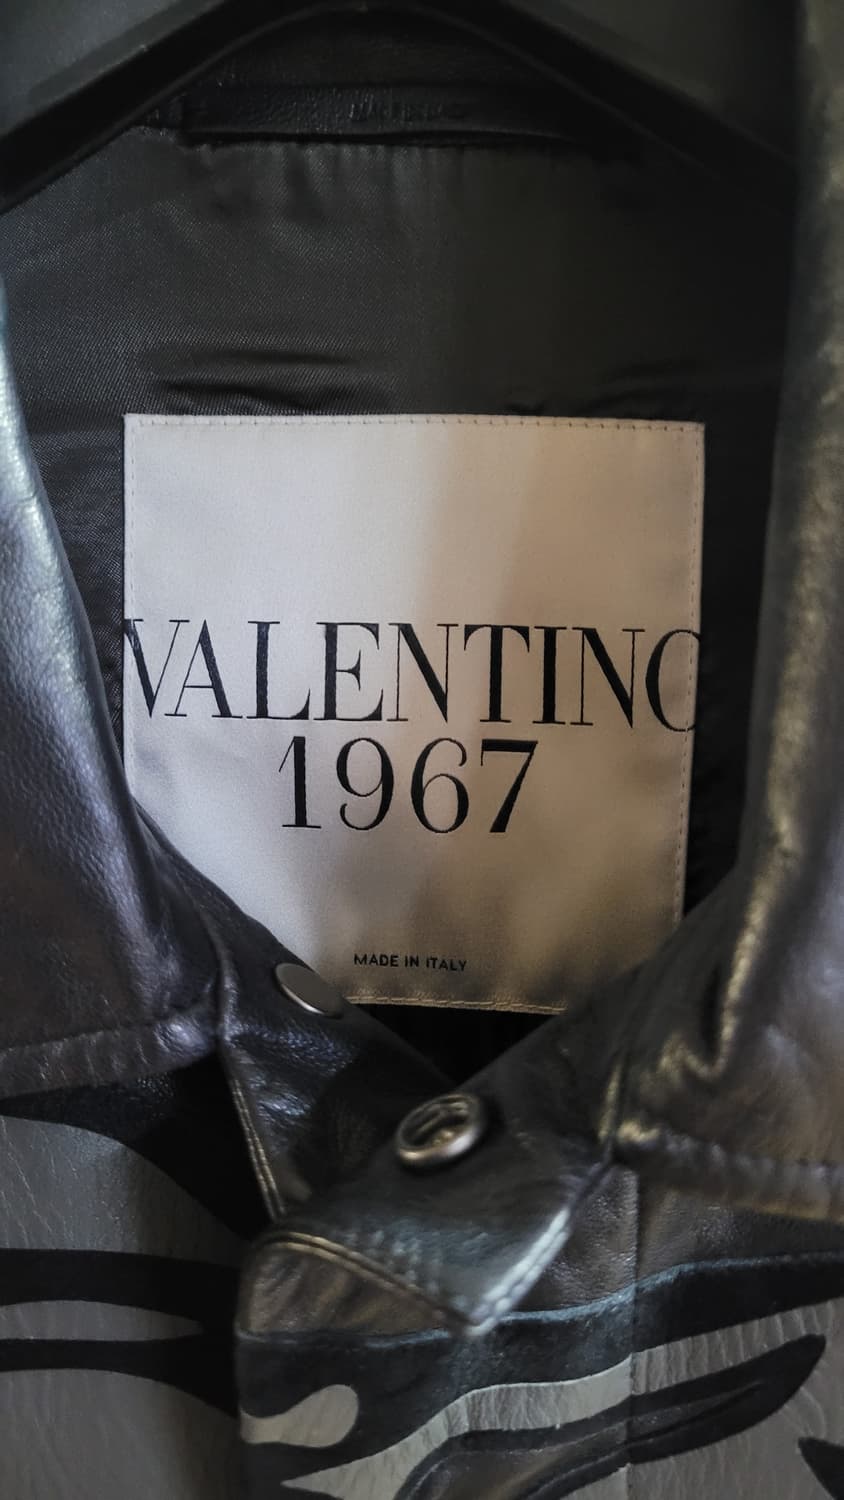 VALENTINO
1967
MADE IN ITALY